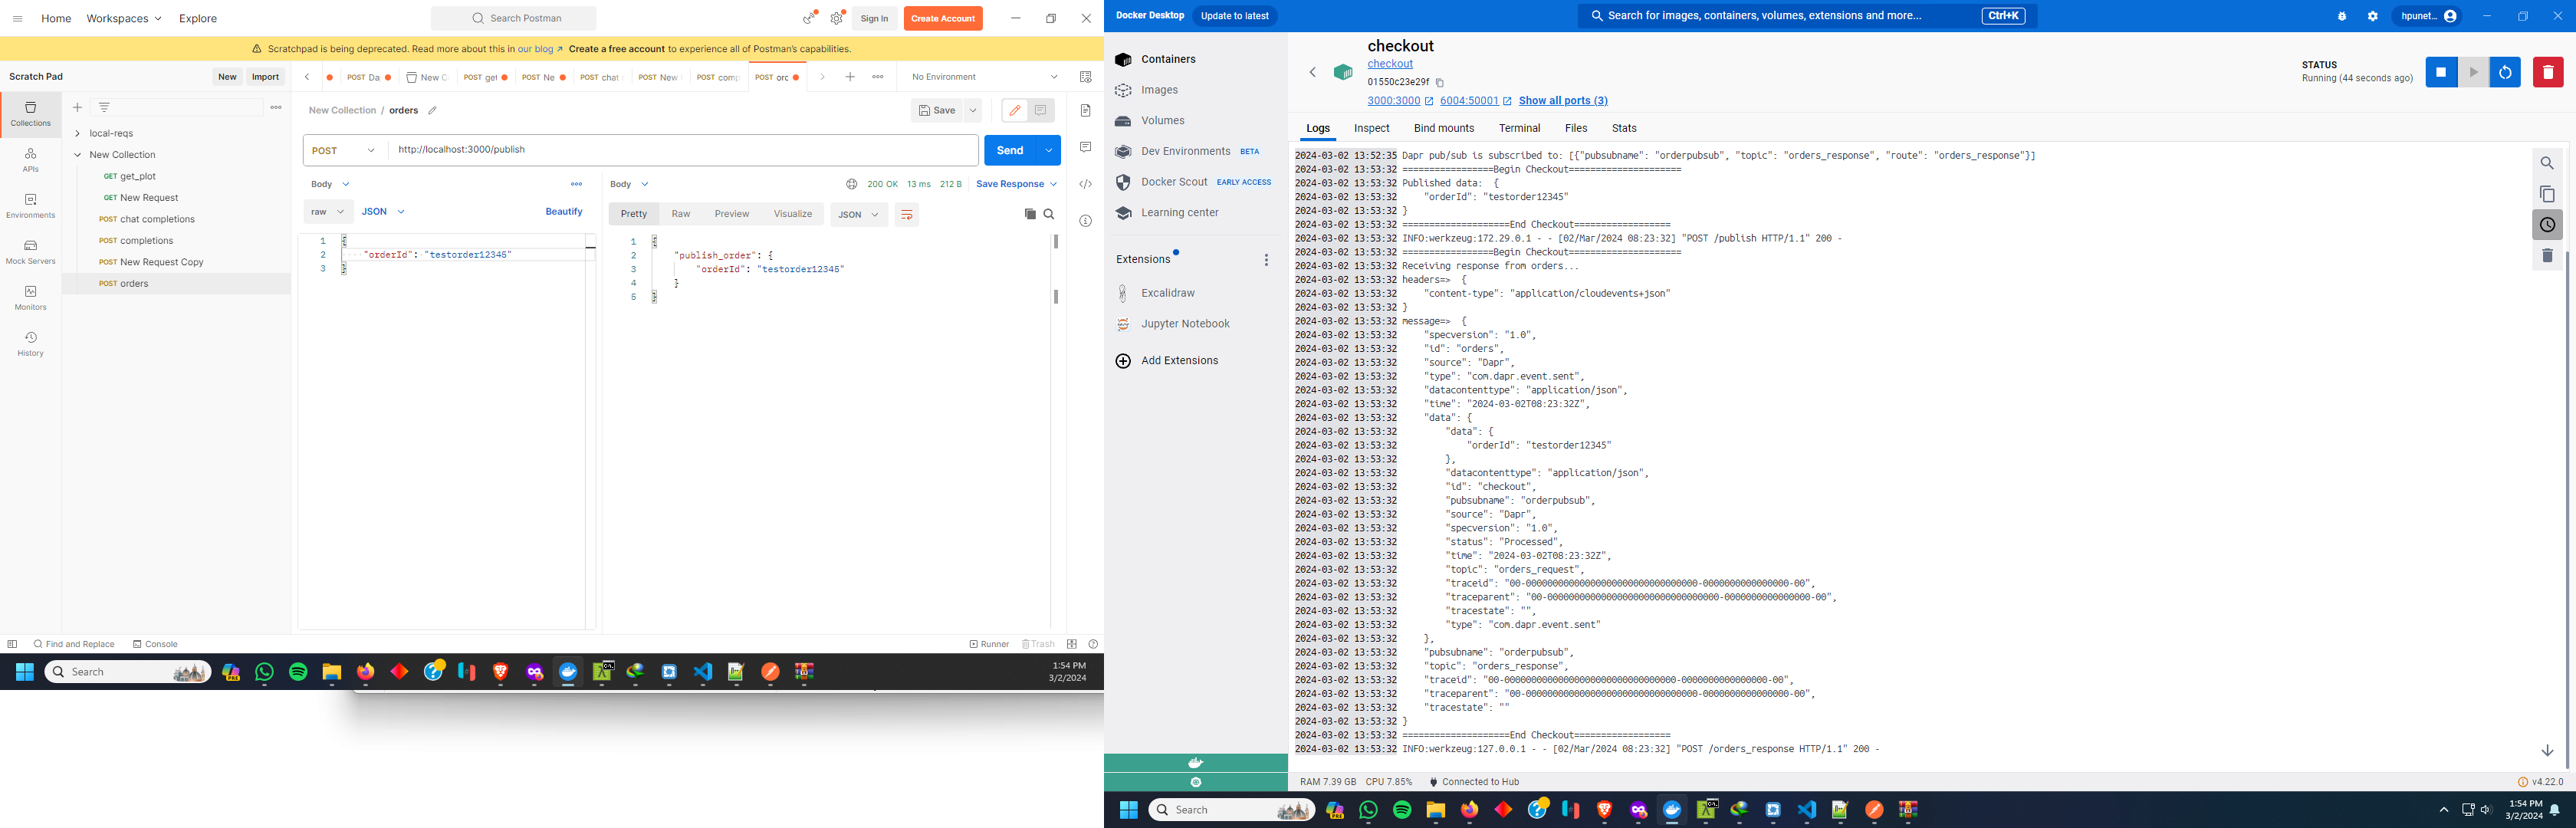 Home Workspaces Explore Search Postman Sign In Create Account
Scratchpad is being deprecated. Read more about this in our blog ↗ Create a free account to experience all of Postman's capabilities.
Scratch Pad New Import POST Da New C POST get POST Ne POST chat POST New POST comp POST orc No Environment
Collections
APIs
Environments
Mock Servers
Monitors
History
local-reqs
New Collection
GET get_plot
GET New Request
POST chat completions
POST completions
POST New Request Copy
POST orders
New Collection / orders Save
POST http://localhost:3000/publish Send
Body
raw JSON Beautify
1 {
2 "orderId": "testorder12345"
3 }
Body 200 OK 13 ms 212 B Save Response
Pretty Raw Preview Visualize JSON
1 {
2 "publish_order": {
3 "orderId": "testorder12345"
4 }
5 }
Find and Replace Console Runner Trash
Search PRE 1:54 PM
3/2/2024
Docker Desktop Update to latest Search for images, containers, volumes, extensions and more... Ctrl+K hpunet...
Containers
Images
Volumes
Dev Environments BETA
Docker Scout EARLY ACCESS
Learning center
Extensions
Excalidraw
Jupyter Notebook
Add Extensions
checkout
checkout
01550c23e29f
3000:3000 6004:50001 Show all ports (3)
STATUS
Running (44 seconds ago)
Logs Inspect Bind mounts Terminal Files Stats
2024-03-02 13:52:35 Dapr pub/sub is subscribed to: [{"pubsubname": "orderpubsub", "topic": "orders_response", "route": "orders_response"}]
2024-03-02 13:53:32 =================Begin Checkout=====================
2024-03-02 13:53:32 Published data: {
2024-03-02 13:53:32 "orderId": "testorder12345"
2024-03-02 13:53:32 }
2024-03-02 13:53:32 ====================End Checkout==================
2024-03-02 13:53:32 INFO:werkzeug:172.29.0.1 - - [02/Mar/2024 08:23:32] "POST /publish HTTP/1.1" 200 -
2024-03-02 13:53:32 =================Begin Checkout=====================
2024-03-02 13:53:32 Receiving response from orders...
2024-03-02 13:53:32 headers=> {
2024-03-02 13:53:32 "content-type": "application/cloudevents+json"
2024-03-02 13:53:32 }
2024-03-02 13:53:32 message=> {
2024-03-02 13:53:32 "specversion": "1.0",
2024-03-02 13:53:32 "id": "orders",
2024-03-02 13:53:32 "source": "Dapr",
2024-03-02 13:53:32 "type": "com.dapr.event.sent",
2024-03-02 13:53:32 "datacontenttype": "application/json",
2024-03-02 13:53:32 "time": "2024-03-02T08:23:32Z",
2024-03-02 13:53:32 "data": {
2024-03-02 13:53:32 "data": {
2024-03-02 13:53:32 "orderId": "testorder12345"
2024-03-02 13:53:32 },
2024-03-02 13:53:32 "datacontenttype": "application/json",
2024-03-02 13:53:32 "id": "checkout",
2024-03-02 13:53:32 "pubsubname": "orderpubsub",
2024-03-02 13:53:32 "source": "Dapr",
2024-03-02 13:53:32 "specversion": "1.0",
2024-03-02 13:53:32 "status": "Processed",
2024-03-02 13:53:32 "time": "2024-03-02T08:23:32Z",
2024-03-02 13:53:32 "topic": "orders_request",
2024-03-02 13:53:32 "traceid": "00-00000000000000000000000000000000-0000000000000000-00",
2024-03-02 13:53:32 "traceparent": "00-00000000000000000000000000000000-0000000000000000-00",
2024-03-02 13:53:32 "tracestate": "",
2024-03-02 13:53:32 "type": "com.dapr.event.sent"
2024-03-02 13:53:32 },
2024-03-02 13:53:32 "pubsubname": "orderpubsub",
2024-03-02 13:53:32 "topic": "orders_response",
2024-03-02 13:53:32 "traceid": "00-00000000000000000000000000000000-0000000000000000-00",
2024-03-02 13:53:32 "traceparent": "00-00000000000000000000000000000000-0000000000000000-00",
2024-03-02 13:53:32 "tracestate": ""
2024-03-02 13:53:32 }
2024-03-02 13:53:32 ====================End Checkout==================
2024-03-02 13:53:32 INFO:werkzeug:127.0.0.1 - - [02/Mar/2024 08:23:32] "POST /orders_response HTTP/1.1" 200 -
RAM 7.39 GB CPU 7.85% Connected to Hub v4.22.0
Search PRE 1:54 PM
3/2/2024